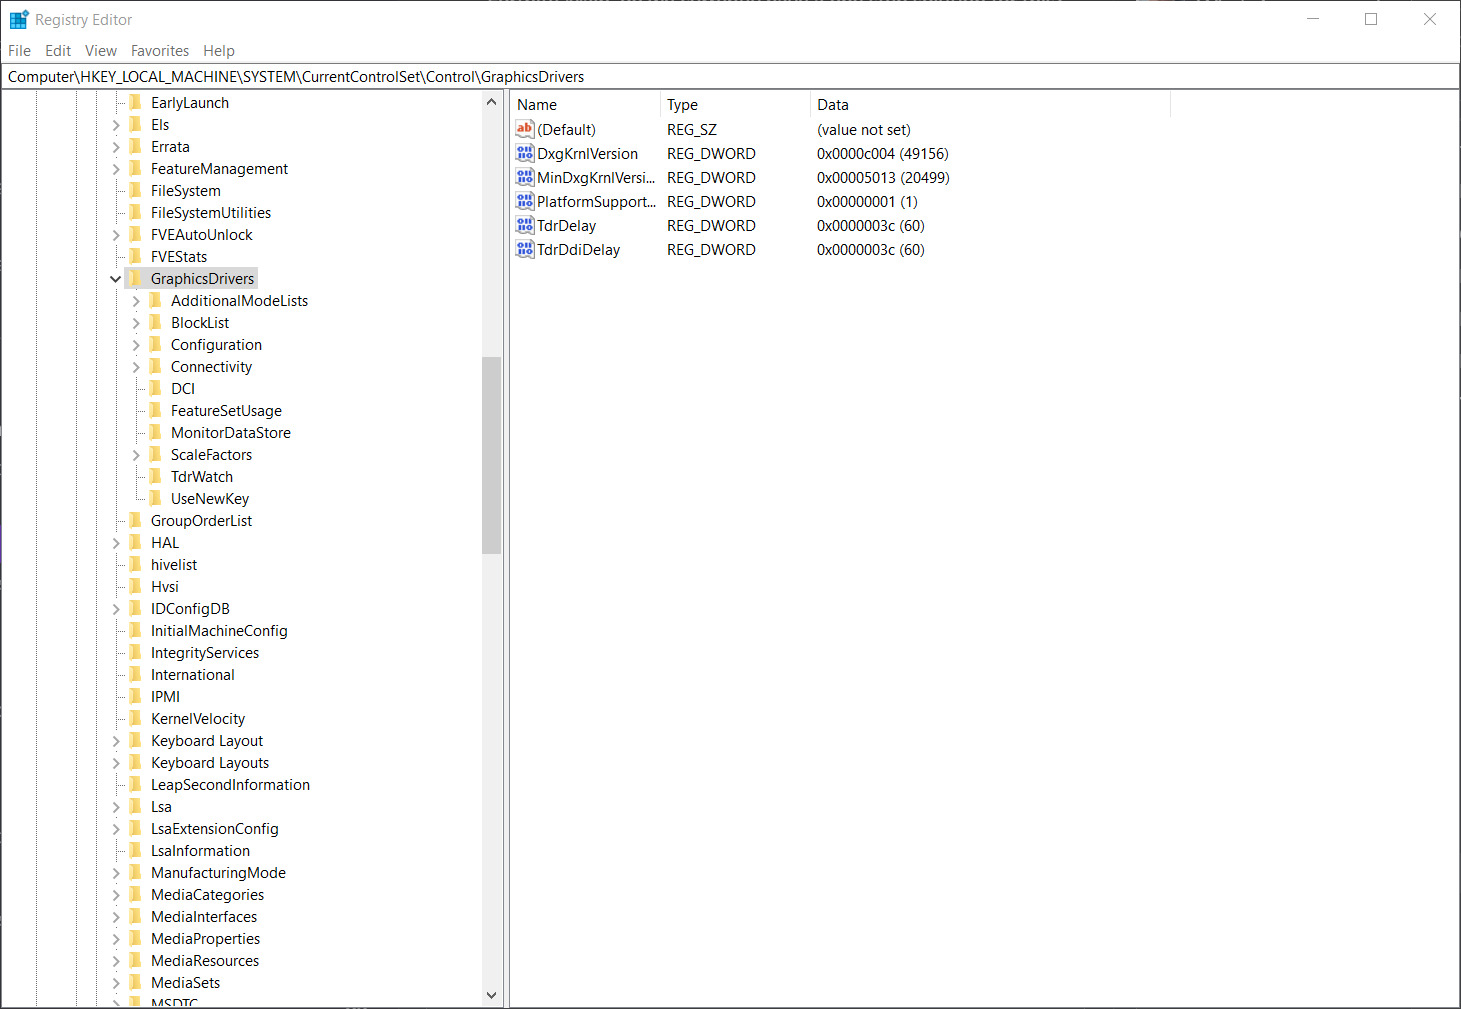 Registry Editor
File Edit View Favorites Help
Computer\HKEY_LOCAL_MACHINE\SYSTEM\CurrentControlSet\Control\GraphicsDrivers
EarlyLaunch
Els
Errata
FeatureManagement
FileSystem
FileSystemUtilities
FVEAutoUnlock
FVEStats
GraphicsDrivers
AdditionalModeLists
BlockList
Configuration
Connectivity
DCI
FeatureSetUsage
MonitorDataStore
ScaleFactors
TdrWatch
UseNewKey
GroupOrderList
HAL
hivelist
Hvsi
IDConfigDB
InitialMachineConfig
IntegrityServices
International
IPMI
KernelVelocity
Keyboard Layout
Keyboard Layouts
LeapSecondInformation
Lsa
LsaExtensionConfig
LsaInformation
ManufacturingMode
MediaCategories
MediaInterfaces
MediaProperties
MediaResources
MediaSets
MSDTC
Name Type Data
(Default) REG_SZ (value not set)
DxgKrnlVersion REG_DWORD 0x0000c004 (49156)
MinDxgKrnlVersi... REG_DWORD 0x00005013 (20499)
PlatformSupport... REG_DWORD 0x00000001 (1)
TdrDelay REG_DWORD 0x0000003c (60)
TdrDdiDelay REG_DWORD 0x0000003c (60)